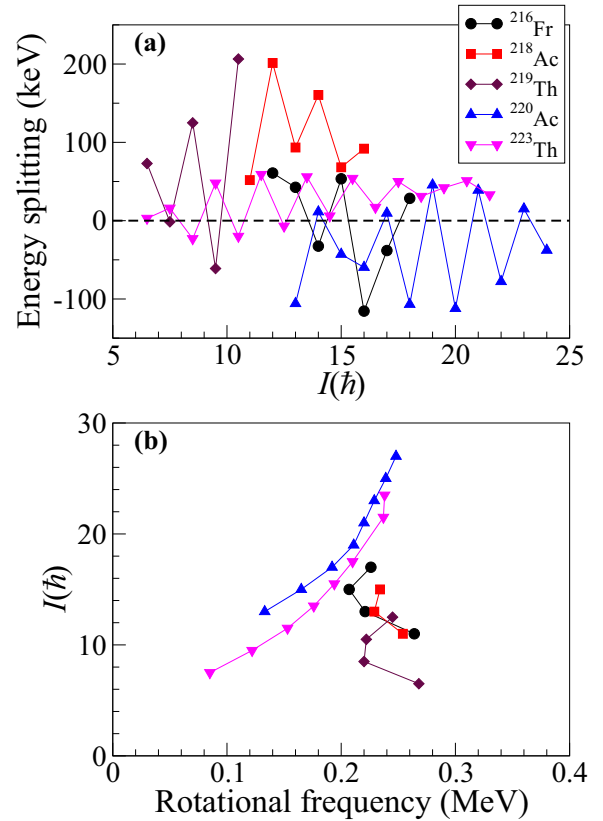 (a)
²¹⁶Fr
²¹⁸Ac
²¹⁹Th
²²⁰Ac
²²³Th
Energy splitting (keV)
200
100
0
-100
5 10 15 20 25
I(ħ)
(b)
I(ħ)
30
20
10
0
0 0.1 0.2 0.3 0.4
Rotational frequency (MeV)